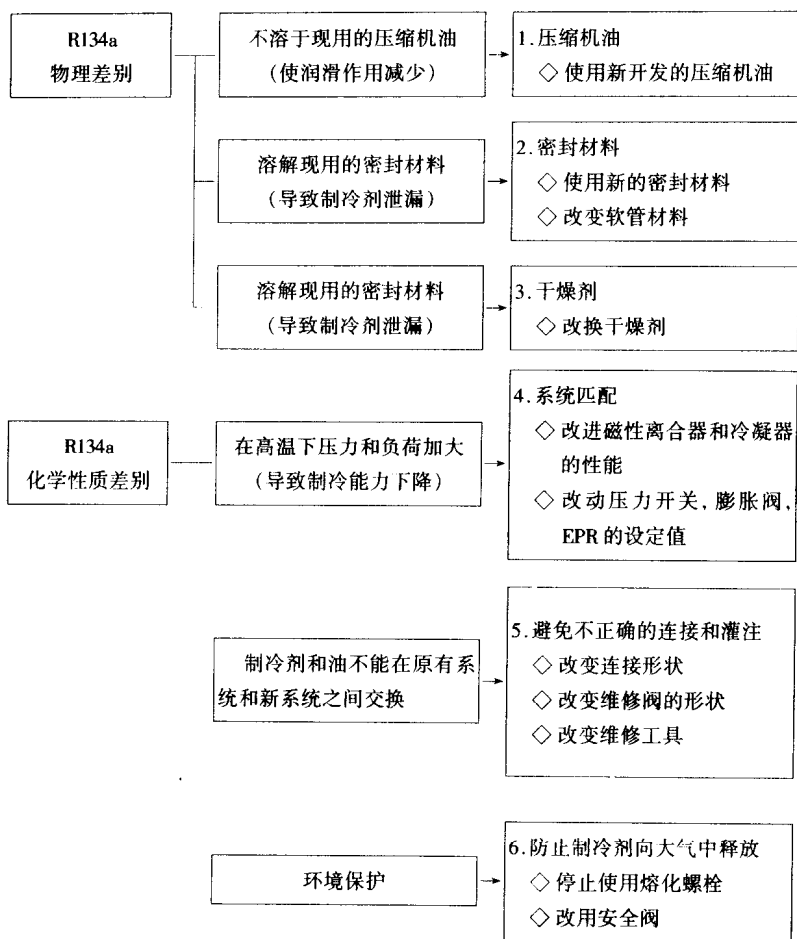 R134a
物理差别
不溶于现用的压缩机油
(使润滑作用减少)
1.压缩机油
◇使用新开发的压缩机油
溶解现用的密封材料
(导致制冷剂泄漏)
2.密封材料
◇使用新的密封材料
◇改变软管材料
溶解现用的密封材料
(导致制冷剂泄漏)
3.干燥剂
◇改换干燥剂
R134a
化学性质差别
在高温下压力和负荷加大
(导致制冷能力下降)
4.系统匹配
◇改进磁性离合器和冷凝器
的性能
◇改动压力开关,膨胀阀,
EPR的设定值
制冷剂和油不能在原有系
统和新系统之间交换
5.避免不正确的连接和灌注
◇改变连接形状
◇改变维修阀的形状
◇改变维修工具
环境保护
6.防止制冷剂向大气中释放
◇停止使用熔化螺栓
◇改用安全阀